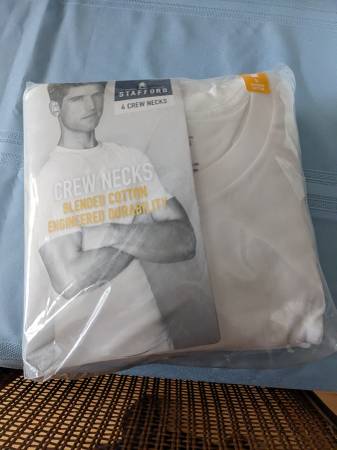 STAFFORD
4 CREW NECKS
CREW NECKS
BLENDED COTTON
ENGINEERED DURABILITY